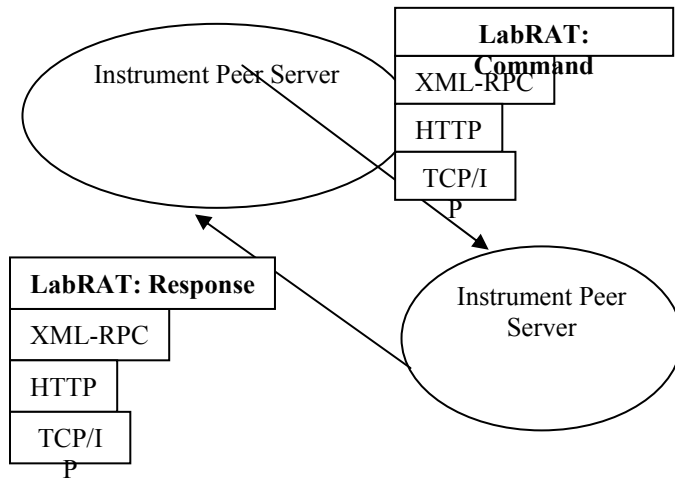 LabRAT:
Command
Instrument Peer Server
XML-RPC
HTTP
TCP/I
P
LabRAT: Response
XML-RPC
HTTP
TCP/I
P
Instrument Peer
Server